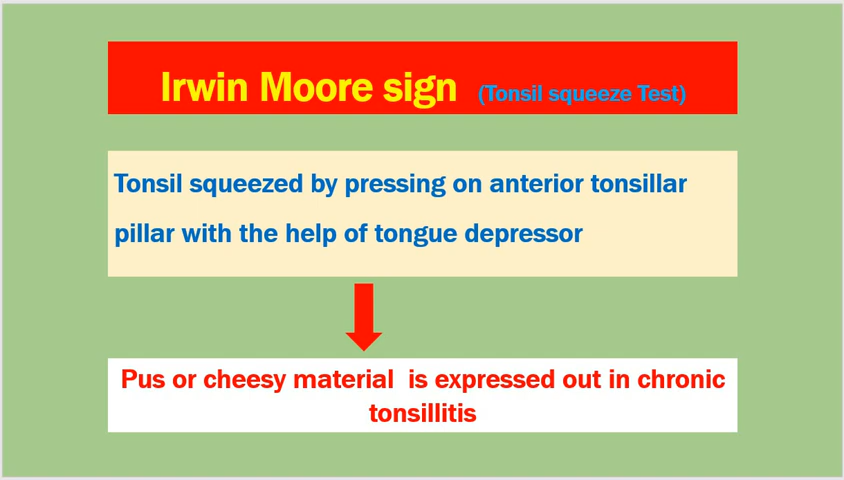 Irwin Moore sign (Tonsil squeeze Test)
Tonsil squeezed by pressing on anterior tonsillar
pillar with the help of tongue depressor
Pus or cheesy material is expressed out in chronic
tonsillitis